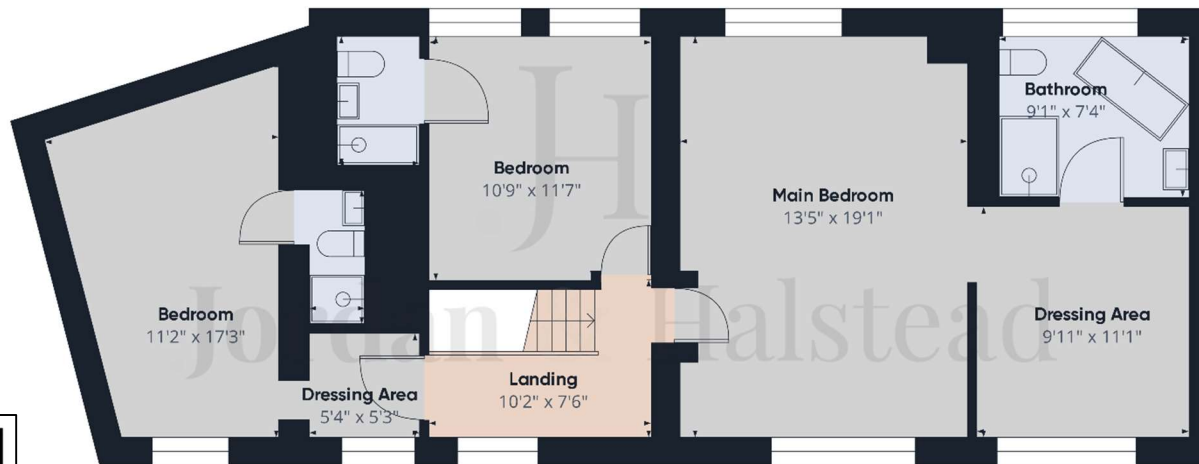 Bathroom
9'1" x 7'4"
Bedroom
10'9" x 11'7"
Main Bedroom
13'5" x 19'1"
Bedroom
11'2" x 17'3"
Dressing Area
9'11" x 11'1"
Landing
10'2" x 7'6"
Dressing Area
5'4" x 5'3"
JH
Jordan Halstead